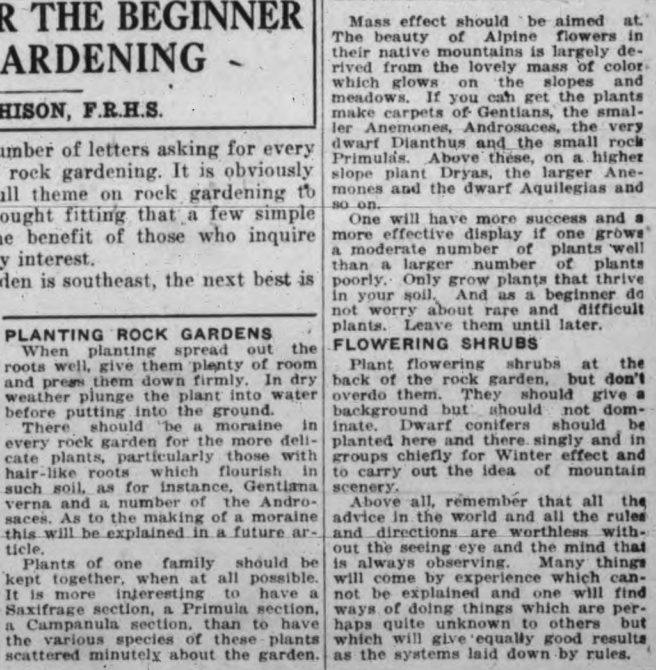 R THE BEGINNER
ARDENING
HISON, F.R.H.S.
umber of letters asking for every
rock gardening. It is obviously
ull theme on rock gardening to
ought fitting that a few simple
e benefit of those who inquire
y interest.
den is southeast, the next best is
PLANTING ROCK GARDENS
When planting spread out the
roots well, give them plenty of room
and press them down firmly. In dry
weather plunge the plant into water
before putting into the ground.
There should be a moraine in
every rock garden for the more deli-
cate plants, particularly those with
hair-like roots which flourish in
such soil, as for instance, Gentiana
verna and a number of the Andro-
saces. As to the making of a moraine
this will be explained in a future ar-
ticle.
Plants of one family should be
kept together, when at all possible.
It is more interesting to have a
Saxifrage section, a Primula section,
a Campanula section, than to have
the various species of these plants
scattered minutely about the garden.
Mass effect should be aimed at.
The beauty of Alpine flowers in
their native mountains is largely de-
rived from the lovely mass of color
which glows on the slopes and
meadows. If you can get the plants
make carpets of Gentians, the smal-
ler Anemones, Androsaces, the very
dwarf Dianthus and the small rock
Primulas. Above these, on a higher
slope plant Dryas, the larger Ane-
mones and the dwarf Aquilegias and
so on.
One will have more success and a
more effective display if one grows
a moderate number of plants well
than a larger number of plants
poorly. Only grow plants that thrive
in your soil. And as a beginner do
not worry about rare and difficult
plants. Leave them until later.
FLOWERING SHRUBS
Plant flowering shrubs at the
back of the rock garden, but don't
overdo them. They should give a
background but should not dom-
inate. Dwarf conifers should be
planted here and there singly and in
groups chiefly for Winter effect and
to carry out the idea of mountain
scenery.
Above all, remember that all the
advice in the world and all the rules
and directions are worthless with-
out the seeing eye and the mind that
is always observing. Many things
will come by experience which can-
not be explained and one will find
ways of doing things which are per-
haps quite unknown to others but
which will give equally good results
as the systems laid down by rules.